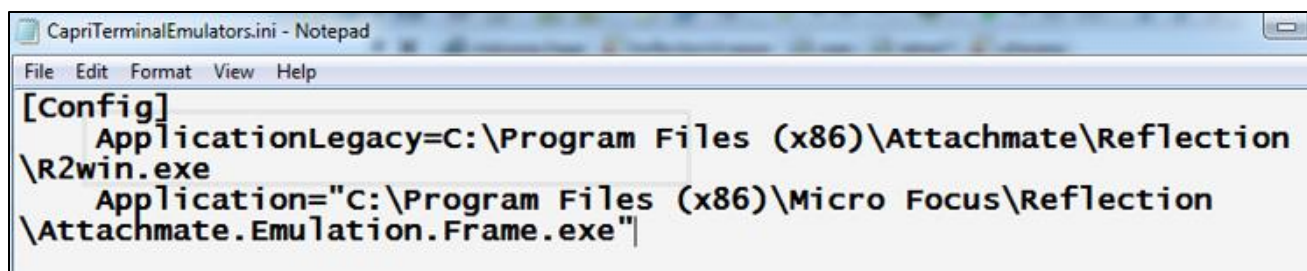 CapriTerminalEmulators.ini - Notepad
File Edit Format View Help
[Config]
    ApplicationLegacy=C:\Program Files (x86)\Attachmate\Reflection
\R2win.exe
    Application="C:\Program Files (x86)\Micro Focus\Reflection
\Attachmate.Emulation.Frame.exe"